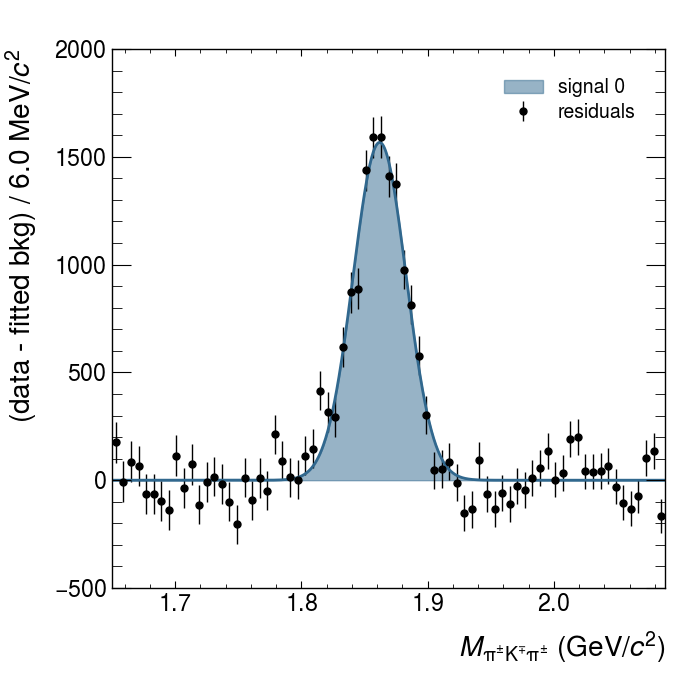 (data - fitted bkg) / 6.0 MeV/c²
2000
1500
1000
500
0
−500
signal 0
residuals
1.7 1.8 1.9 2.0
M_{π±K∓π±} (GeV/c²)